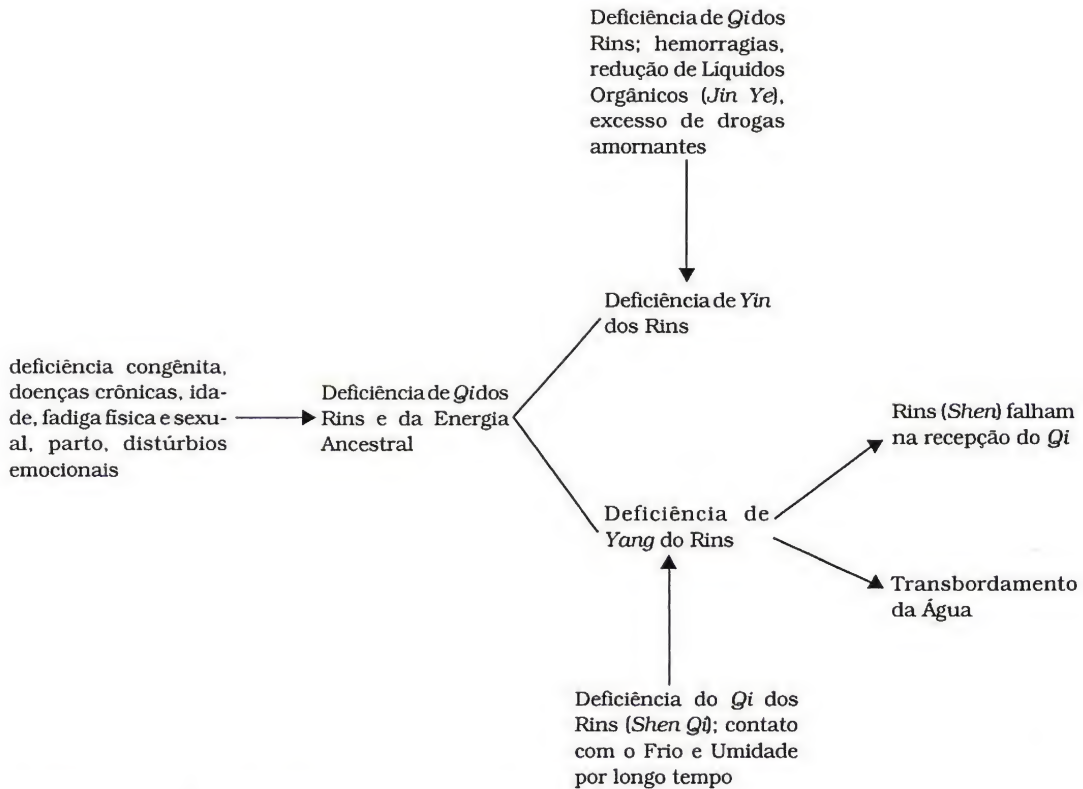 Deficiência de Qi dos
Rins; hemorragias,
redução de Líquidos
Orgânicos (Jin Ye),
excesso de drogas
amornantes
Deficiência de Yin
dos Rins
deficiência congênita,
doenças crônicas, ida-
de, fadiga física e sexu-
al, parto, distúrbios
emocionais
Deficiência de Qi dos
Rins e da Energia
Ancestral
Rins (Shen) falham
na recepção do Qi
Deficiência de
Yang do Rins
Transbordamento
da Água
Deficiência do Qi dos
Rins (Shen Qi); contato
com o Frio e Umidade
por longo tempo